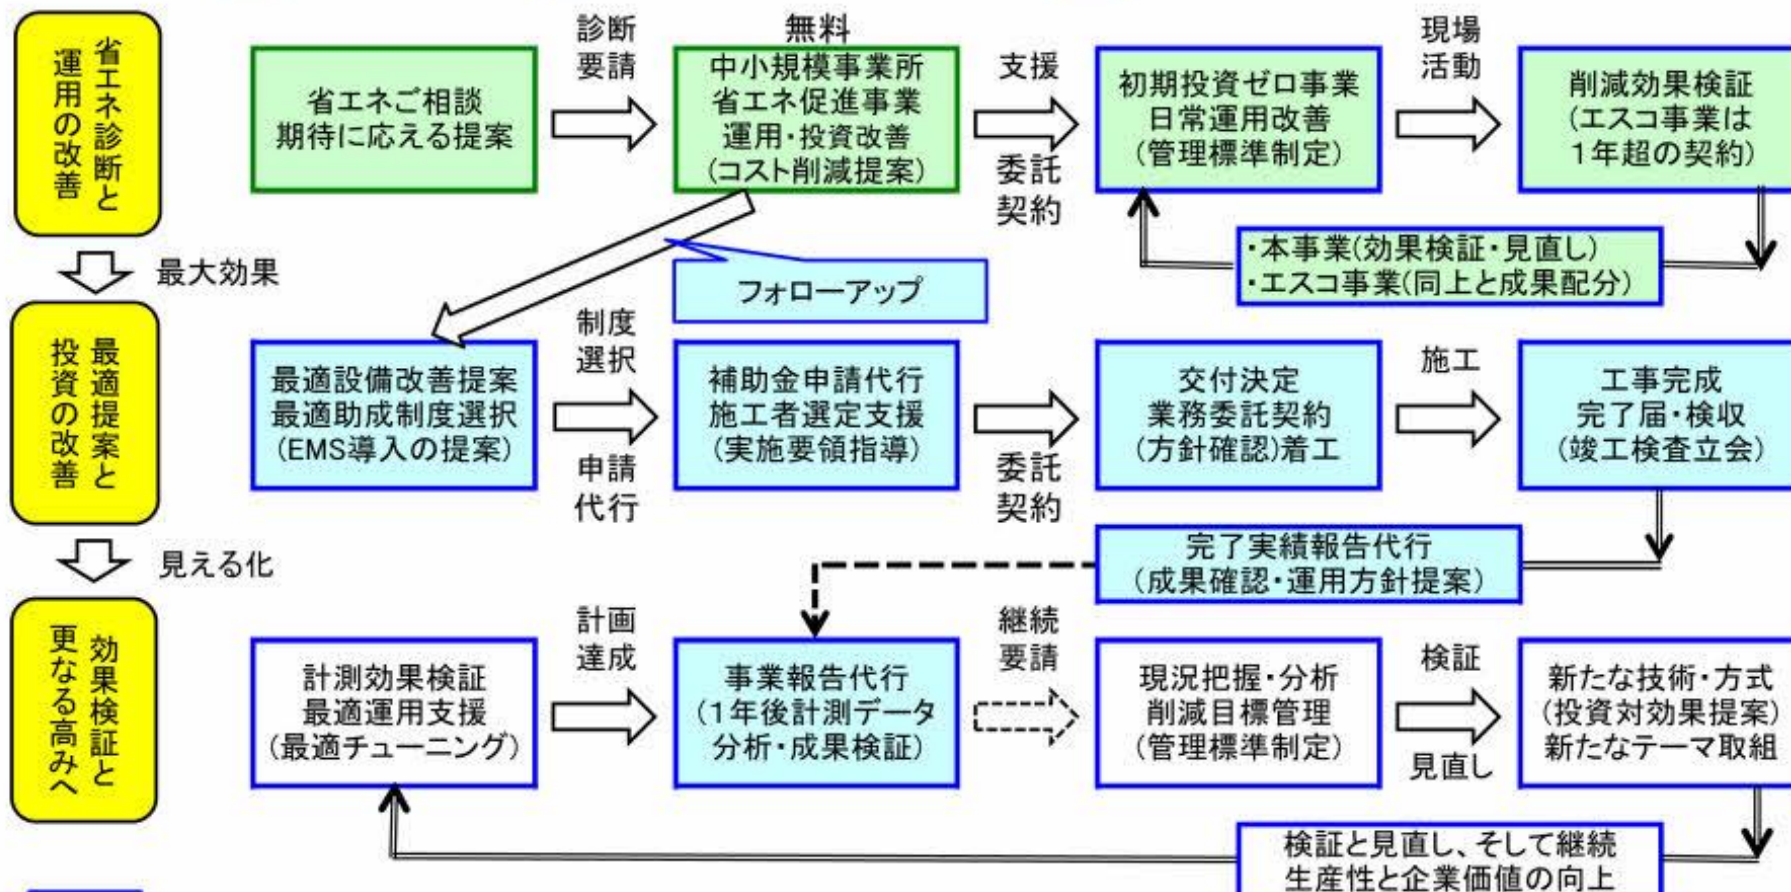 省エネ診断と
運用の改善
省エネご相談
期待に応える提案
診断
要請
無料
中小規模事業所
省エネ促進事業
運用・投資改善
(コスト削減提案)
支援
委託
契約
初期投資ゼロ事業
日常運用改善
(管理標準制定)
現場
活動
削減効果検証
(エスコ事業は
1年超の契約)
・本事業(効果検証・見直し)
・エスコ事業(同上と成果配分)
最大効果
フォローアップ
最適提案と
投資の改善
最適設備改善提案
最適助成制度選択
(EMS導入の提案)
制度
選択
申請
代行
補助金申請代行
施工者選定支援
(実施要領指導)
委託
契約
交付決定
業務委託契約
(方針確認)着工
施工
工事完成
完了届・検収
(竣工検査立会)
完了実績報告代行
(成果確認・運用方針提案)
見える化
効果検証と
更なる高みへ
計測効果検証
最適運用支援
(最適チューニング)
計画
達成
事業報告代行
(1年後計測データ
分析・成果検証)
継続
要請
現況把握・分析
削減目標管理
(管理標準制定)
検証
見直し
新たな技術・方式
(投資対効果提案)
新たなテーマ取組
検証と見直し、そして継続
生産性と企業価値の向上